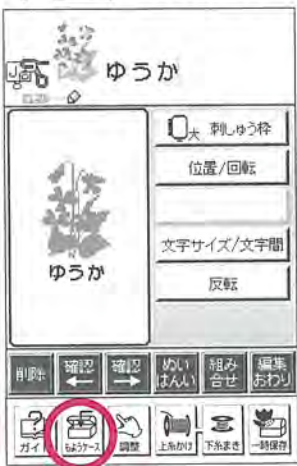 ゆうか
大 刺しゅう枠
位置/回転
文字サイズ/文字間
ゆうか
反転
削除 確認 確認 ぬいはんい 組み合せ 編集おわり
ガイド もようケース 調整 上糸かけ 下糸まき 一時保存